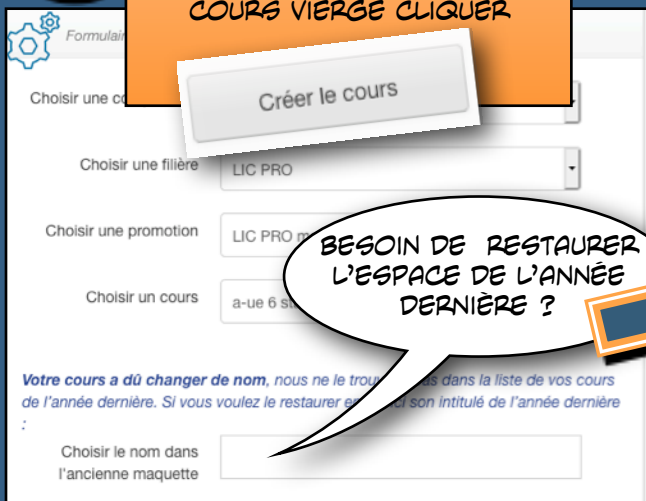 COURS VIERGE CLIQUER
Formulai
Créer le cours
Choisir une co
Choisir une filière
LIC PRO
Choisir une promotion
LIC PRO m
BESOIN DE RESTAURER
L'ESPACE DE L'ANNÉE
DERNIÈRE ?
Choisir un cours
a-ue 6 st
Votre cours a dû changer de nom, nous ne le trou as dans la liste de vos cours
de l'année dernière. Si vous voulez le restaurer en ci son intitulé de l'année dernière
:
Choisir le nom dans
l'ancienne maquette